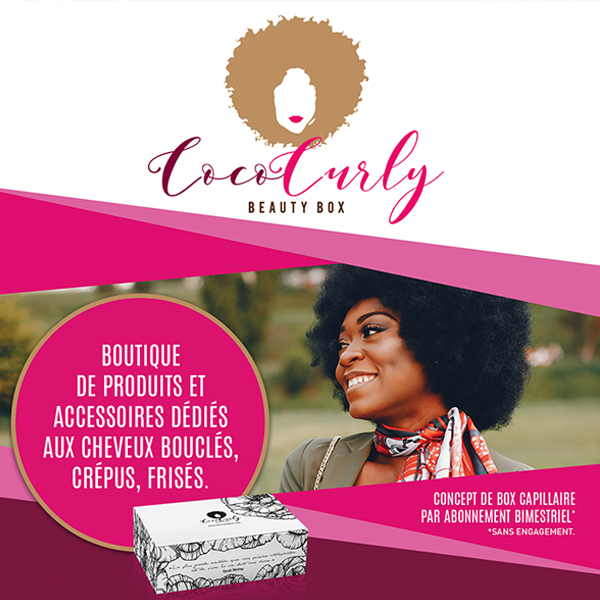 CocoCurly
BEAUTY BOX
BOUTIQUE
DE PRODUITS ET
ACCESSOIRES DÉDIÉS
AUX CHEVEUX BOUCLÉS,
CRÉPUS, FRISÉS.
CONCEPT DE BOX CAPILLAIRE
PAR ABONNEMENT BIMESTRIEL*
*SANS ENGAGEMENT.
CocoCurly